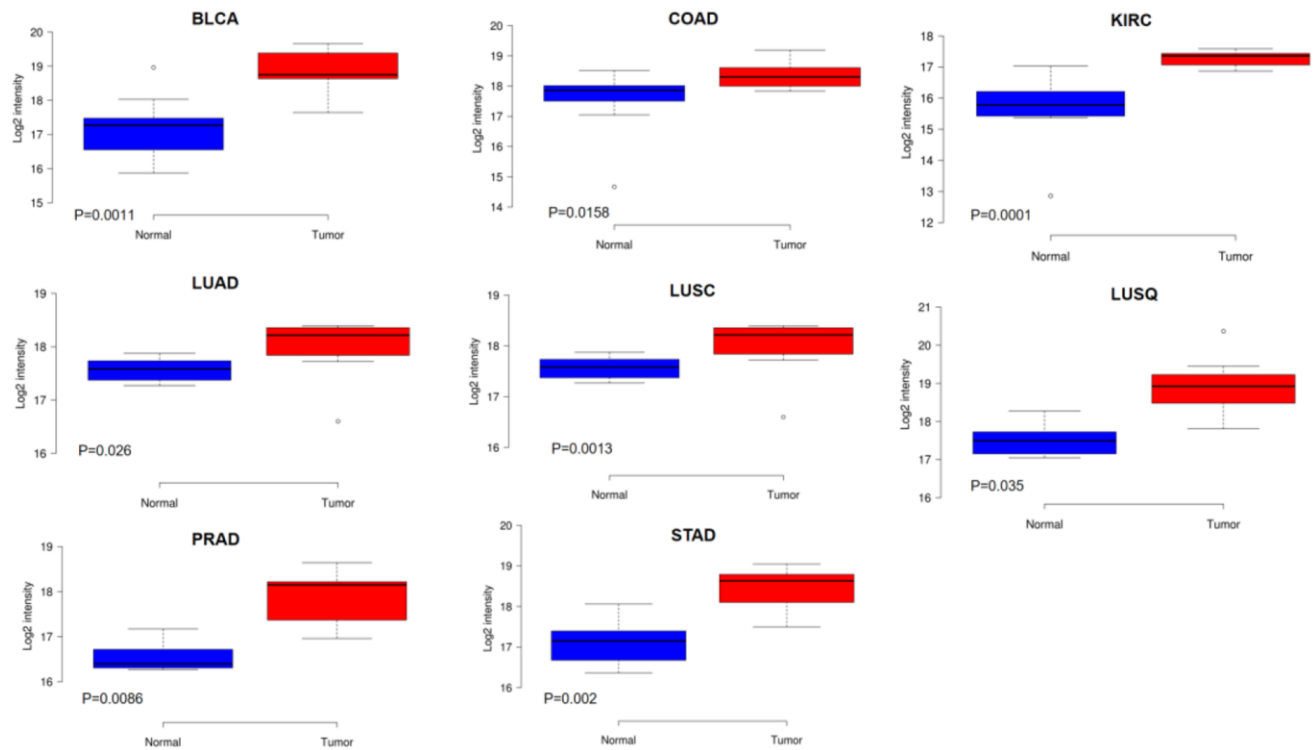 BLCA
20
19
18
17
16
15
Log2 intensity
P=0.0011
Normal
Tumor
COAD
20
19
18
17
16
15
14
Log2 intensity
P=0.0158
Normal
Tumor
KIRC
18
17
16
15
14
13
12
Log2 intensity
P=0.0001
Normal
Tumor
LUAD
19
18
17
16
Log2 intensity
P=0.026
Normal
Tumor
LUSC
19
18
17
16
Log2 intensity
P=0.0013
Normal
Tumor
LUSQ
21
20
19
18
17
16
Log2 intensity
P=0.035
Normal
Tumor
PRAD
19
18
17
16
Log2 intensity
P=0.0086
Normal
Tumor
STAD
20
19
18
17
16
Log2 intensity
P=0.002
Normal
Tumor